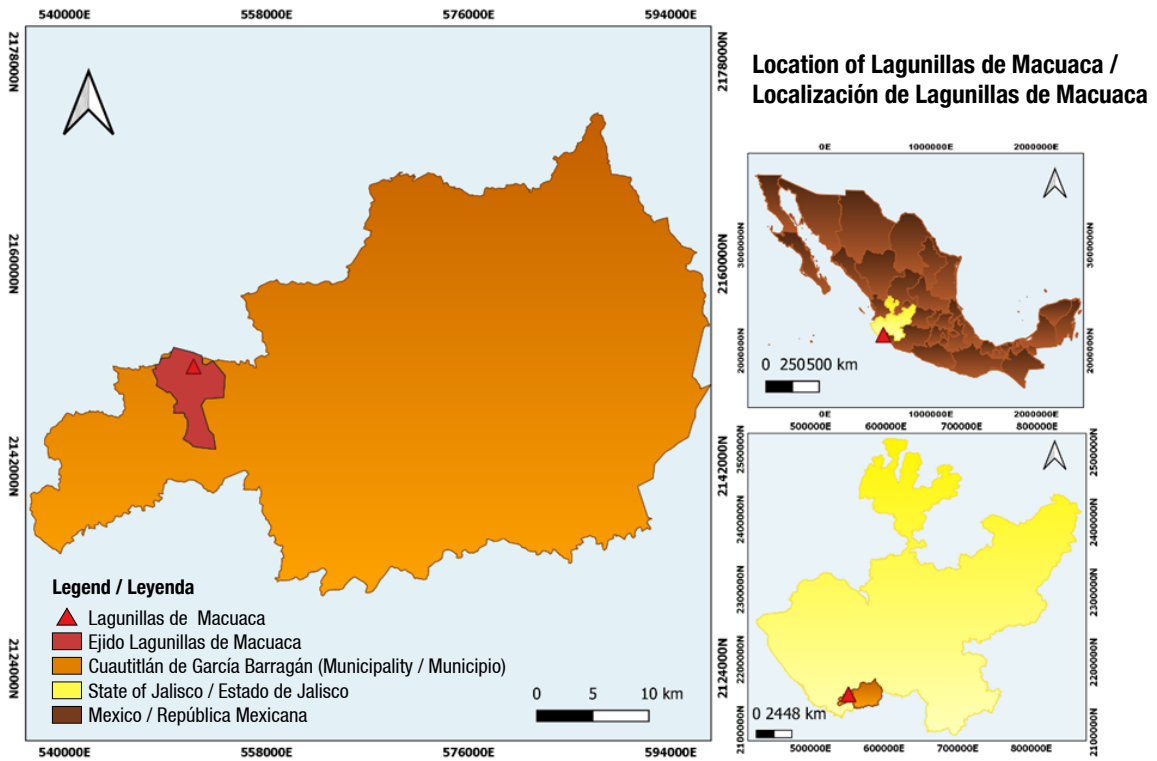 540000E 558000E 576000E 594000E
2178000N
2160000N
2142000N
2124000N
2178000N
2160000N
2142000N
2124000N
Legend / Leyenda
Lagunillas de Macuaca
Ejido Lagunillas de Macuaca
Cuautitlán de García Barragán (Municipality / Municipio)
State of Jalisco / Estado de Jalisco
Mexico / República Mexicana
0 5 10 km
540000E 558000E 576000E 594000E
Location of Lagunillas de Macuaca /
Localización de Lagunillas de Macuaca
0E 1000000E 2000000E
3000000N
2000000N
3000000N
2000000N
0 250500 km
0E 1000000E 2000000E
500000E 600000E 700000E 800000E
2500000N
2400000N
2300000N
2200000N
2100000N
2500000N
2400000N
2300000N
2200000N
2100000N
0 2448 km
500000E 600000E 700000E 800000E